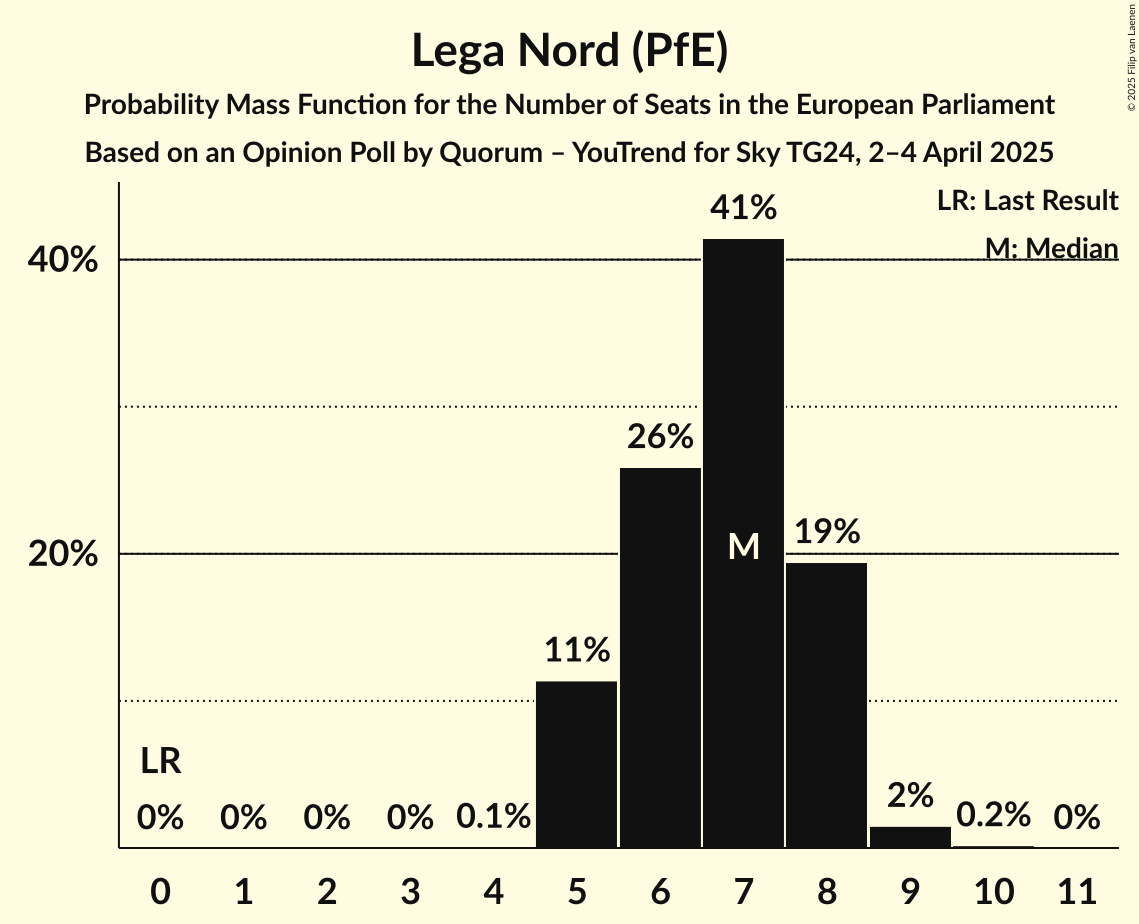 Lega Nord (PfE)
Probability Mass Function for the Number of Seats in the European Parliament
Based on an Opinion Poll by Quorum – YouTrend for Sky TG24, 2–4 April 2025
© 2025 Filip van Laenen
LR: Last Result
M: Median
40%
20%
41%
26%
M
19%
11%
LR
0%
0%
0%
0%
0.1%
2%
0.2%
0%
0 1 2 3 4 5 6 7 8 9 10 11